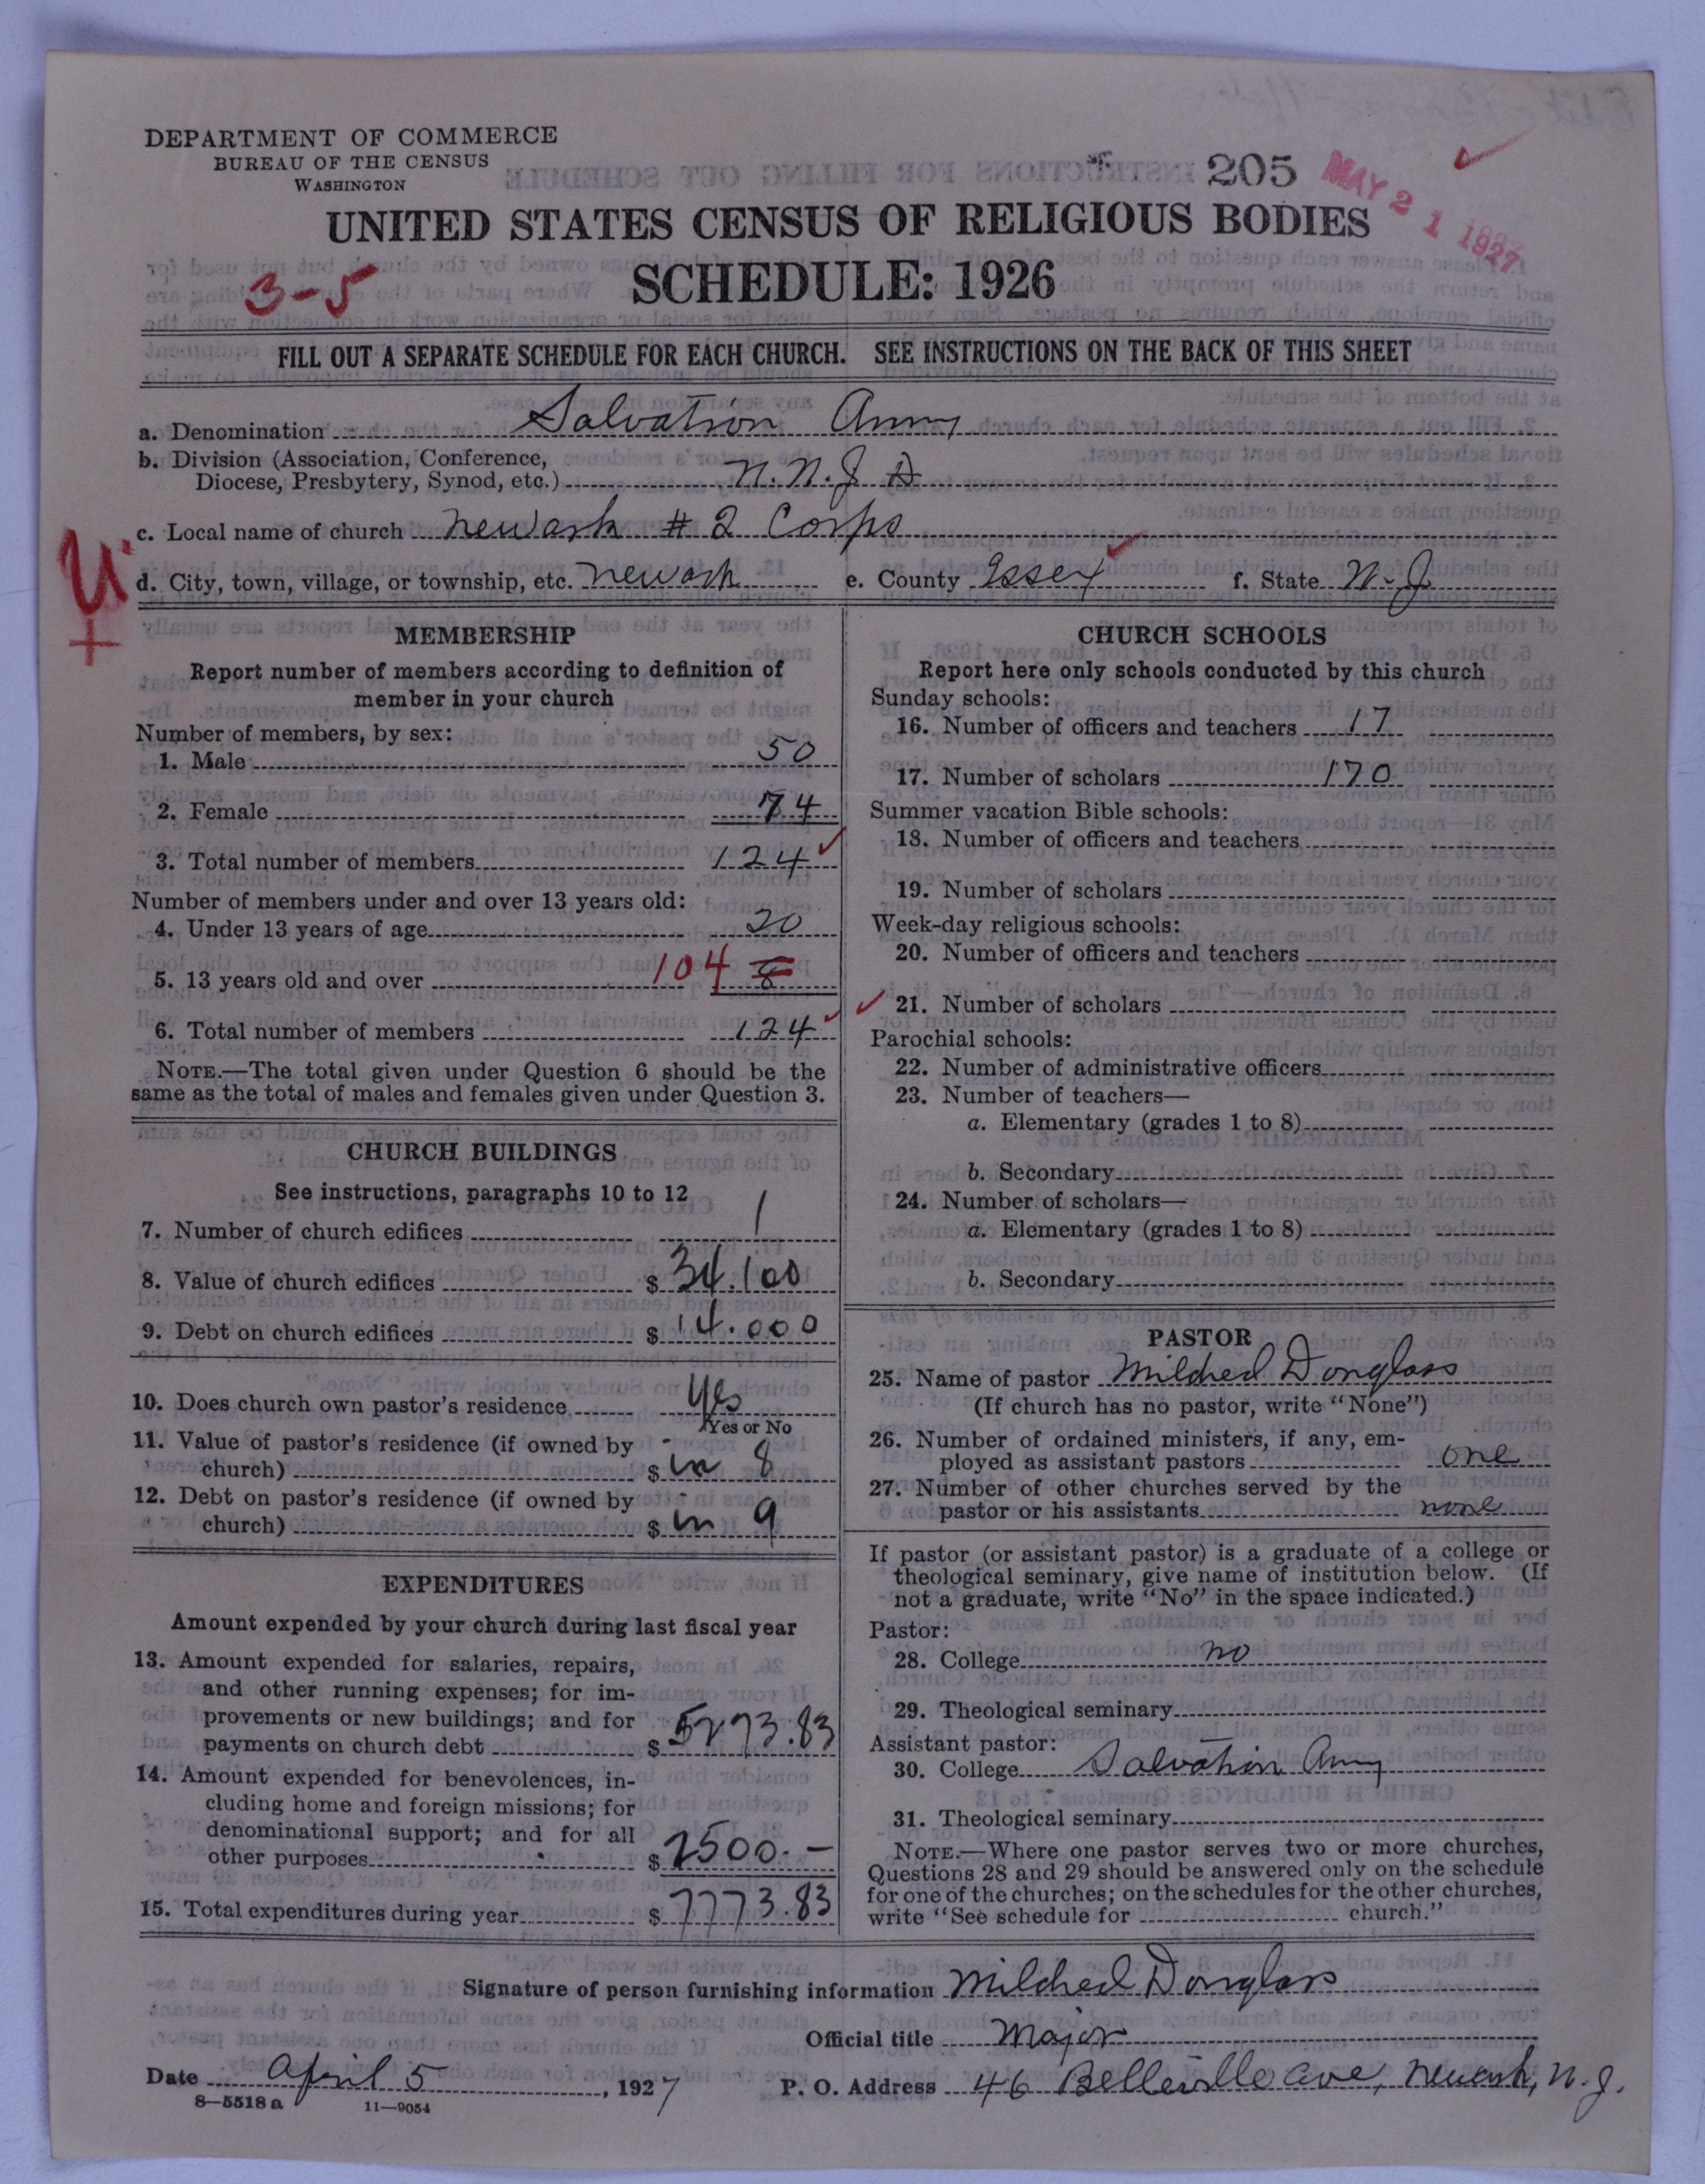 DEPARTMENT OF COMMERCE
BUREAU OF THE CENSUS
WASHINGTON
205
MAY 21 1927
UNITED STATES CENSUS OF RELIGIOUS BODIES
3-5
SCHEDULE: 1926
FILL OUT A SEPARATE SCHEDULE FOR EACH CHURCH. SEE INSTRUCTIONS ON THE BACK OF THIS SHEET
a. Denomination Salvation Army
b. Division (Association, Conference,
Diocese, Presbytery, Synod, etc.) N.N.J D
c. Local name of church Newark # 2 Corps
U
d. City, town, village, or township, etc. Newark e. County Essex f. State N-J.
MEMBERSHIP
Report number of members according to definition of
member in your church
Number of members, by sex:
1. Male 50
2. Female 74
3. Total number of members 124
Number of members under and over 13 years old:
4. Under 13 years of age 20
5. 13 years old and over 104
6. Total number of members 124
NOTE.—The total given under Question 6 should be the
same as the total of males and females given under Question 3.
CHURCH BUILDINGS
See instructions, paragraphs 10 to 12
7. Number of church edifices 1
8. Value of church edifices $ 34.100
9. Debt on church edifices $ 14.000
10. Does church own pastor's residence yes
Yes or No
11. Value of pastor's residence (if owned by
church) $ in 8
12. Debt on pastor's residence (if owned by
church) $ in 9
EXPENDITURES
Amount expended by your church during last fiscal year
13. Amount expended for salaries, repairs,
and other running expenses; for im-
provements or new buildings; and for
payments on church debt $ 5273.83
14. Amount expended for benevolences, in-
cluding home and foreign missions; for
denominational support; and for all
other purposes $ 2500.—
15. Total expenditures during year $ 7773.83
CHURCH SCHOOLS
Report here only schools conducted by this church
Sunday schools:
16. Number of officers and teachers 17
17. Number of scholars 170
Summer vacation Bible schools:
18. Number of officers and teachers
19. Number of scholars
Week-day religious schools:
20. Number of officers and teachers
21. Number of scholars
Parochial schools:
22. Number of administrative officers
23. Number of teachers—
a. Elementary (grades 1 to 8)
b. Secondary
24. Number of scholars—
a. Elementary (grades 1 to 8)
b. Secondary
PASTOR
25. Name of pastor Mildred Douglass
(If church has no pastor, write "None")
26. Number of ordained ministers, if any, em-
ployed as assistant pastors one
27. Number of other churches served by the
pastor or his assistants none
If pastor (or assistant pastor) is a graduate of a college or
theological seminary, give name of institution below. (If
not a graduate, write "No" in the space indicated.)
Pastor:
28. College no
29. Theological seminary
Assistant pastor:
30. College Salvation Army
31. Theological seminary
NOTE.—Where one pastor serves two or more churches,
Questions 28 and 29 should be answered only on the schedule
for one of the churches; on the schedules for the other churches,
write "See schedule for church."
Signature of person furnishing information Mildred Douglass
Official title Major
Date April 5, 1927 P. O. Address 46 Belleville Ave, Newark, N.J.
8—5518 a 11—9054